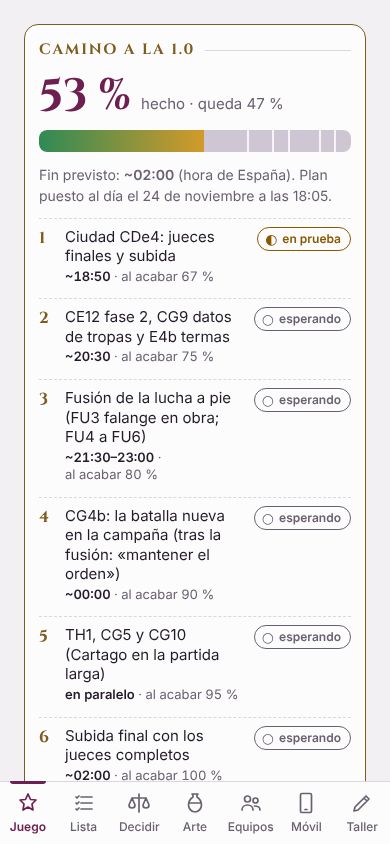 CAMINO A LA 1.0
53 % hecho · queda 47 %
Fin previsto: ~02:00 (hora de España). Plan
puesto al día el 24 de noviembre a las 18:05.
1 Ciudad CDe4: jueces ◐ en prueba
finales y subida
~18:50 · al acabar 67 %
2 CE12 fase 2, CG9 datos ○ esperando
de tropas y E4b termas
~20:30 · al acabar 75 %
3 Fusión de la lucha a pie ○ esperando
(FU3 falange en obra;
FU4 a FU6)
~21:30–23:00 ·
al acabar 80 %
4 CG4b: la batalla nueva ○ esperando
en la campaña (tras la
fusión: «mantener el
orden»)
~00:00 · al acabar 90 %
5 TH1, CG5 y CG10 ○ esperando
(Cartago en la partida
larga)
en paralelo · al acabar 95 %
6 Subida final con los ○ esperando
jueces completos
~02:00 · al acabar 100 %
Juego Lista Decidir Arte Equipos Móvil Taller